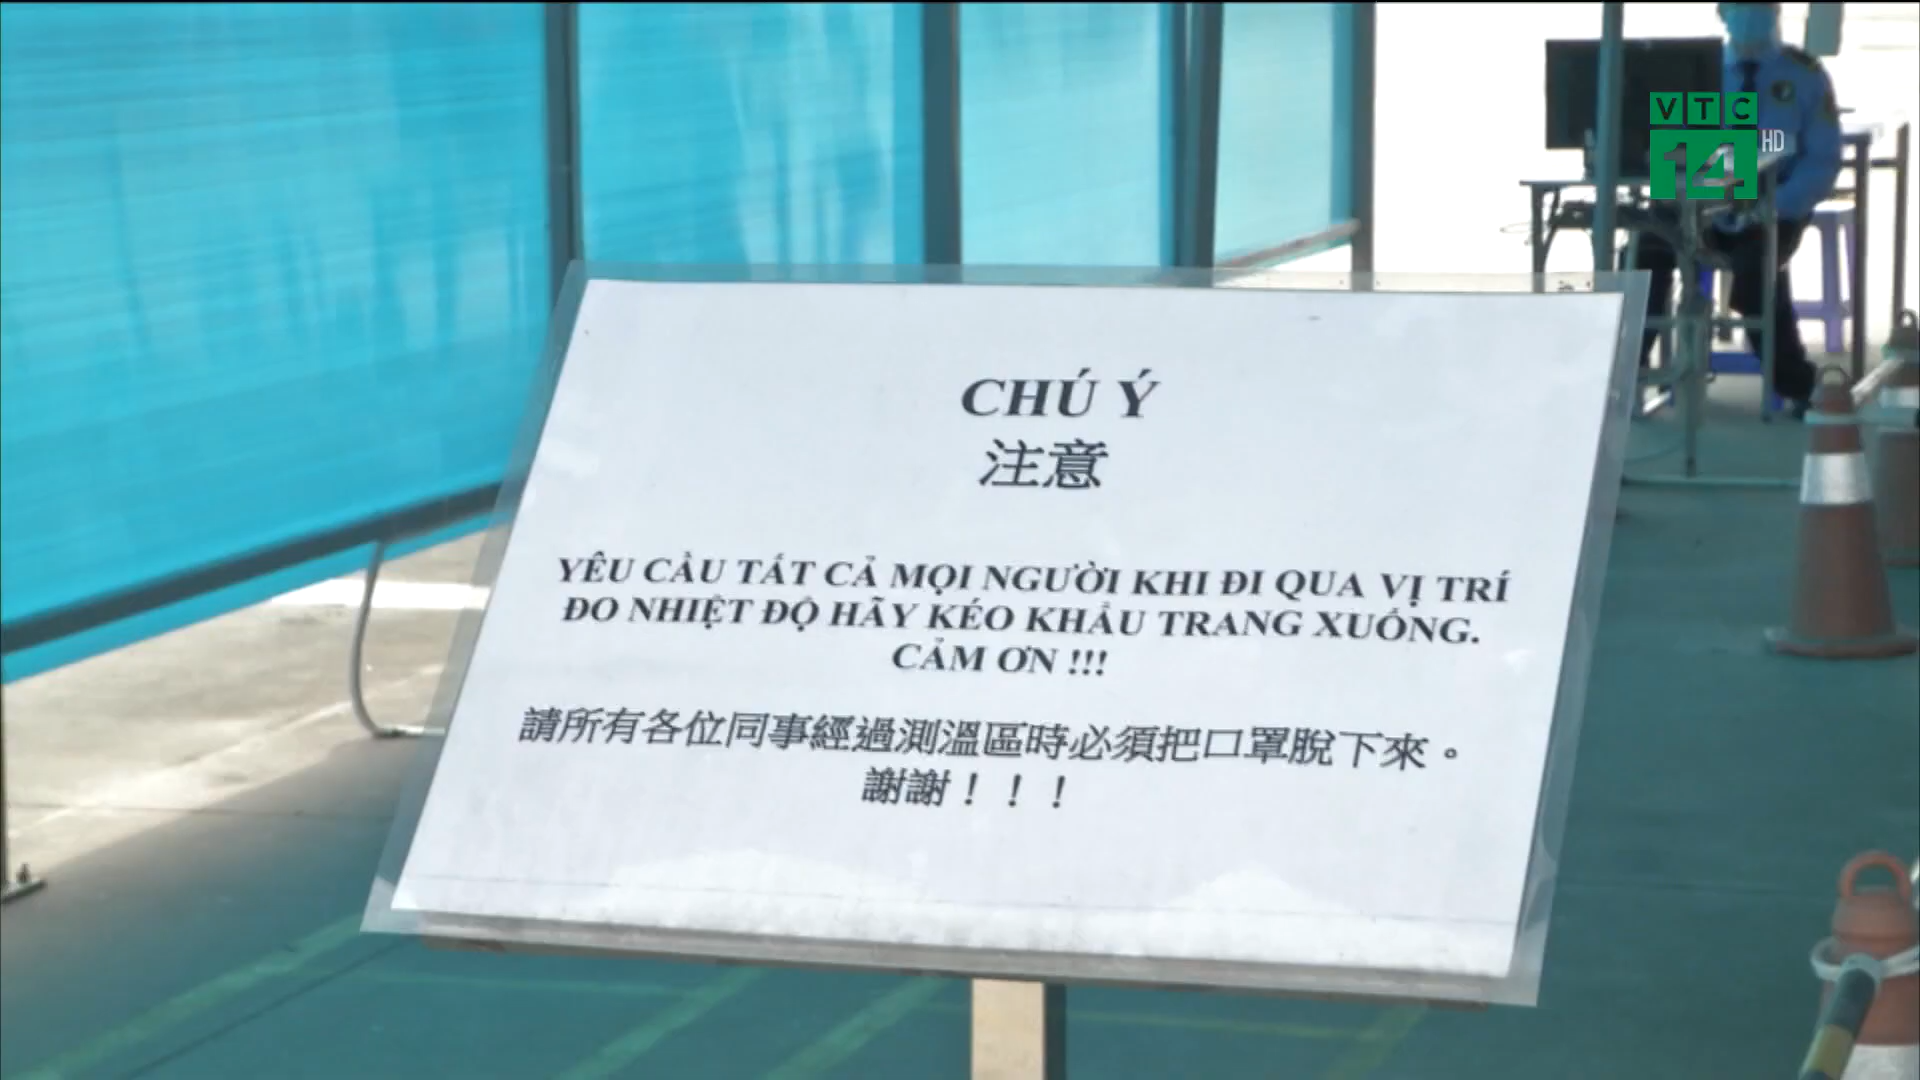 VTC
14 HD
CHÚ Ý
注意
YÊU CẦU TẤT CẢ MỌI NGƯỜI KHI ĐI QUA VỊ TRÍ
ĐO NHIỆT ĐỘ HÃY KÉO KHẨU TRANG XUỐNG.
CẢM ƠN !!!
請所有各位同事經過測溫區時必須把口罩脫下來。
謝謝！！！